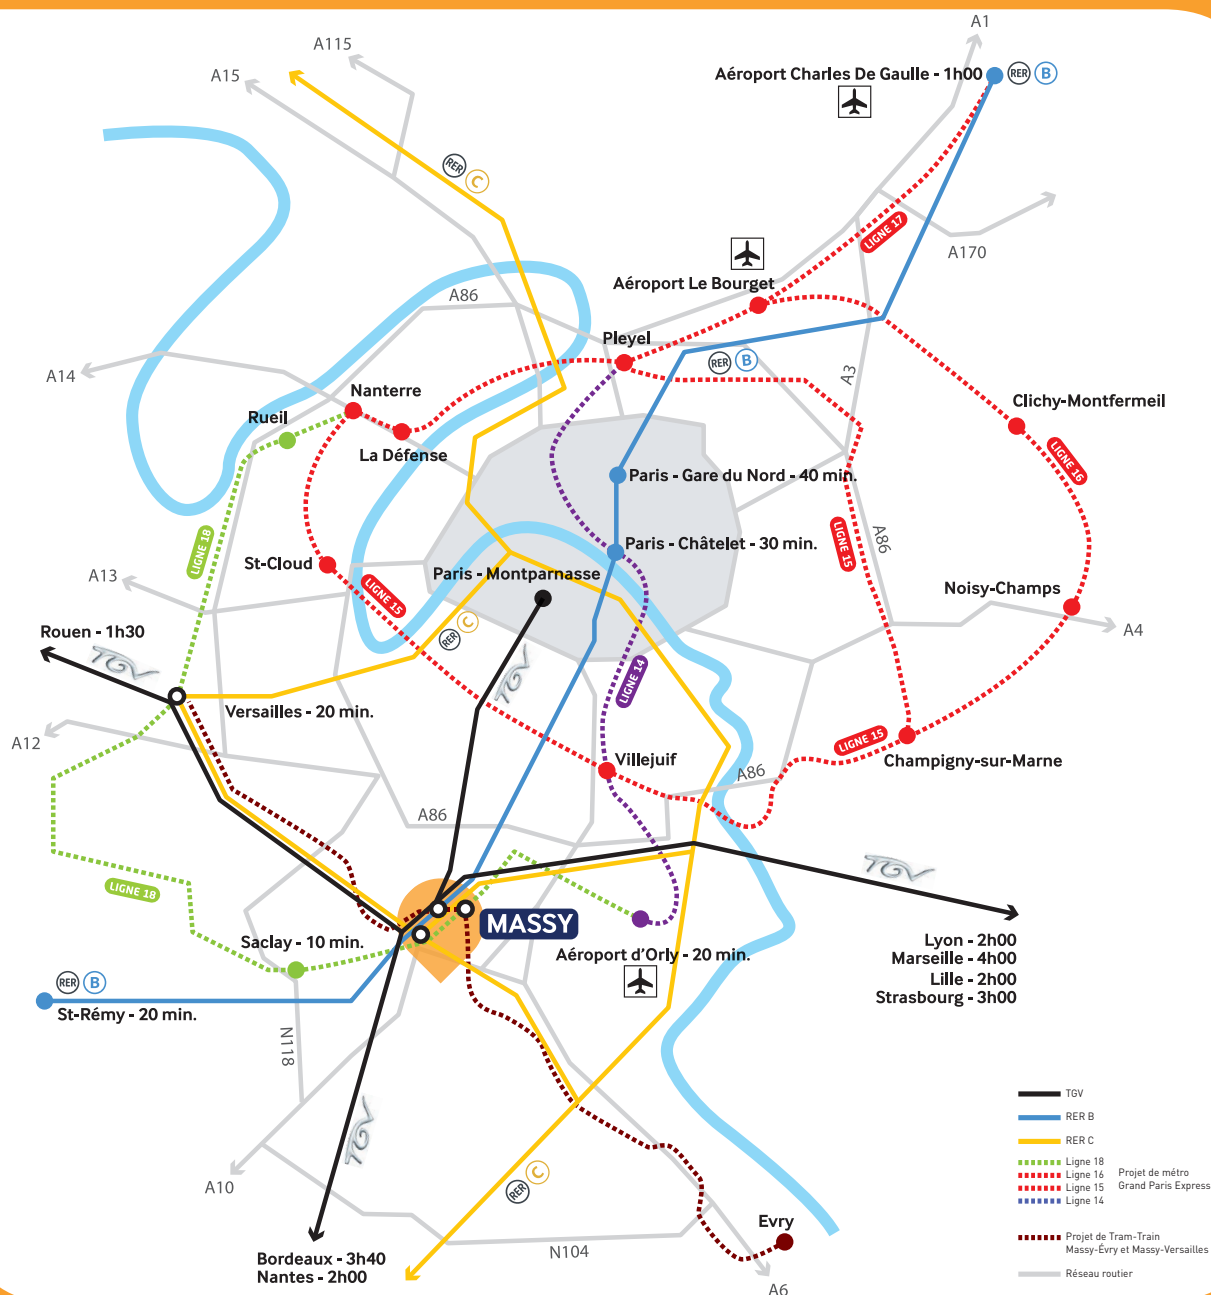 A1
A115
A15
Aéroport Charles De Gaulle - 1h00
RER B
RER C
LIGNE 17
A170
Aéroport Le Bourget
A86
Pleyel
RER B
A14
A3
Nanterre
Rueil
La Défense
Clichy-Montfermeil
LIGNE 16
Paris - Gare du Nord - 40 min.
LIGNE 18
LIGNE 15
A86
Paris - Châtelet - 30 min.
St-Cloud
A13
Paris - Montparnasse
LIGNE 15
Noisy-Champs
A4
Rouen - 1h30
TGV
RER C
TGV
LIGNE 14
Versailles - 20 min.
A12
Villejuif
LIGNE 15
Champigny-sur-Marne
A86
A86
TGV
LIGNE 18
MASSY
Saclay - 10 min.
Aéroport d'Orly - 20 min.
Lyon - 2h00
Marseille - 4h00
Lille - 2h00
Strasbourg - 3h00
RER B
St-Rémy - 20 min.
N118
TGV
A10
RER C
Evry
N104
Bordeaux - 3h40
Nantes - 2h00
A6
TGV
RER B
RER C
Ligne 18
Ligne 16
Ligne 15
Ligne 14
Projet de métro
Grand Paris Express
Projet de Tram-Train
Massy-Évry et Massy-Versailles
Réseau routier